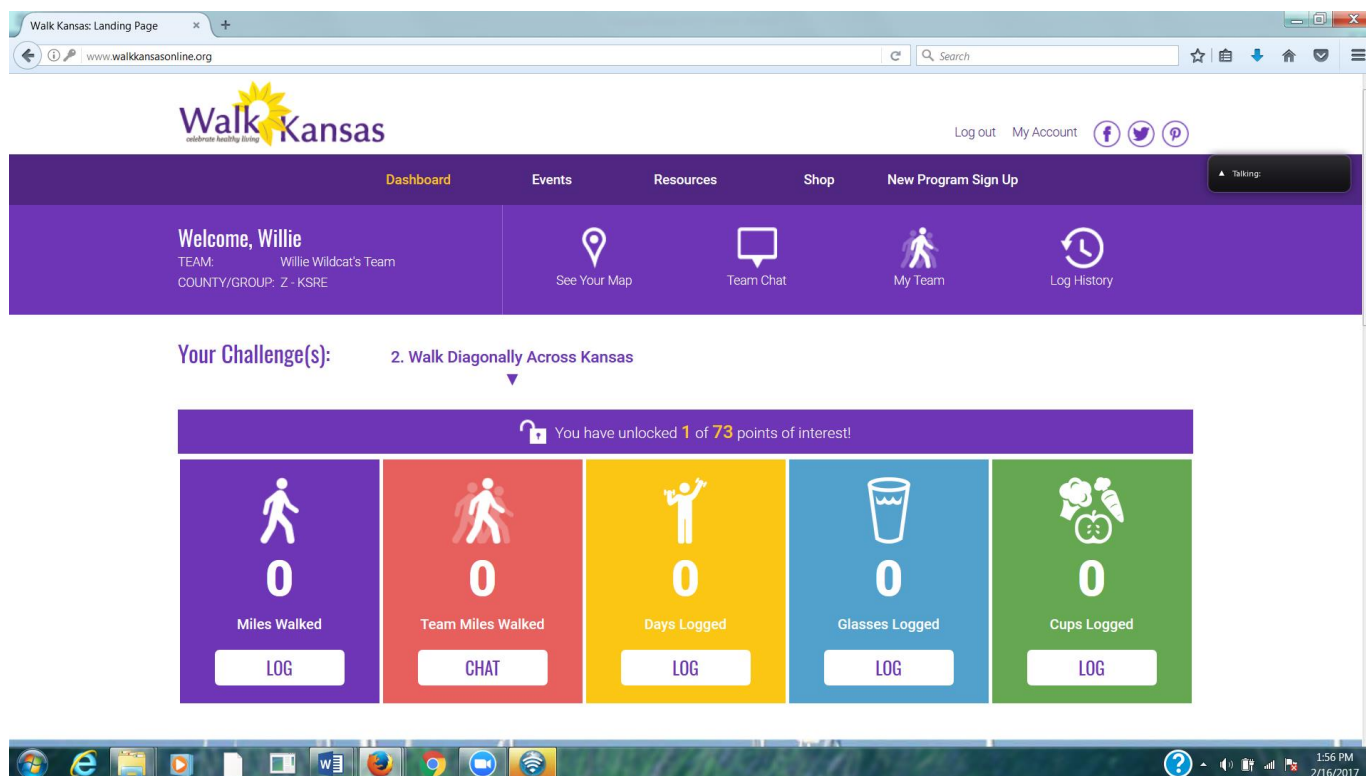 Walk Kansas: Landing Page
www.walkkansasonline.org
Search
Walk Kansas
celebrate healthy living
Log out My Account
Dashboard Events Resources Shop New Program Sign Up
Talking:
Welcome, Willie
TEAM: Willie Wildcat's Team
COUNTY/GROUP: Z - KSRE
See Your Map Team Chat My Team Log History
Your Challenge(s): 2. Walk Diagonally Across Kansas
You have unlocked 1 of 73 points of interest!
0 0 0 0 0
Miles Walked Team Miles Walked Days Logged Glasses Logged Cups Logged
LOG CHAT LOG LOG LOG
1:56 PM
2/16/2017